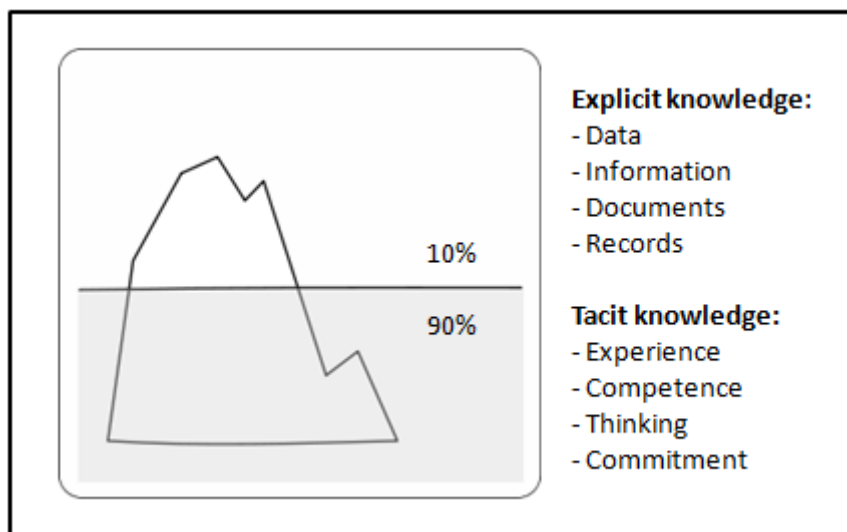 10%
90%
Explicit knowledge:
- Data
- Information
- Documents
- Records
Tacit knowledge:
- Experience
- Competence
- Thinking
- Commitment